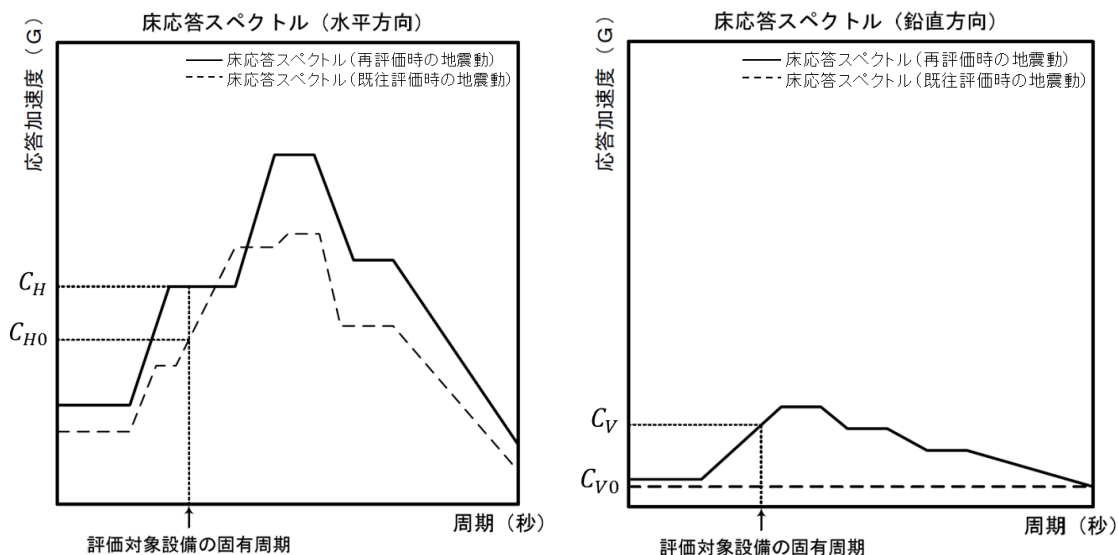 床応答スペクトル（水平方向）
応答加速度（G）
床応答スペクトル（再評価時の地震動）
床応答スペクトル（既往評価時の地震動）
C_H
C_{H0}
周期（秒）
評価対象設備の固有周期
床応答スペクトル（鉛直方向）
応答加速度（G）
床応答スペクトル（再評価時の地震動）
床応答スペクトル（既往評価時の地震動）
C_V
C_{V0}
周期（秒）
評価対象設備の固有周期